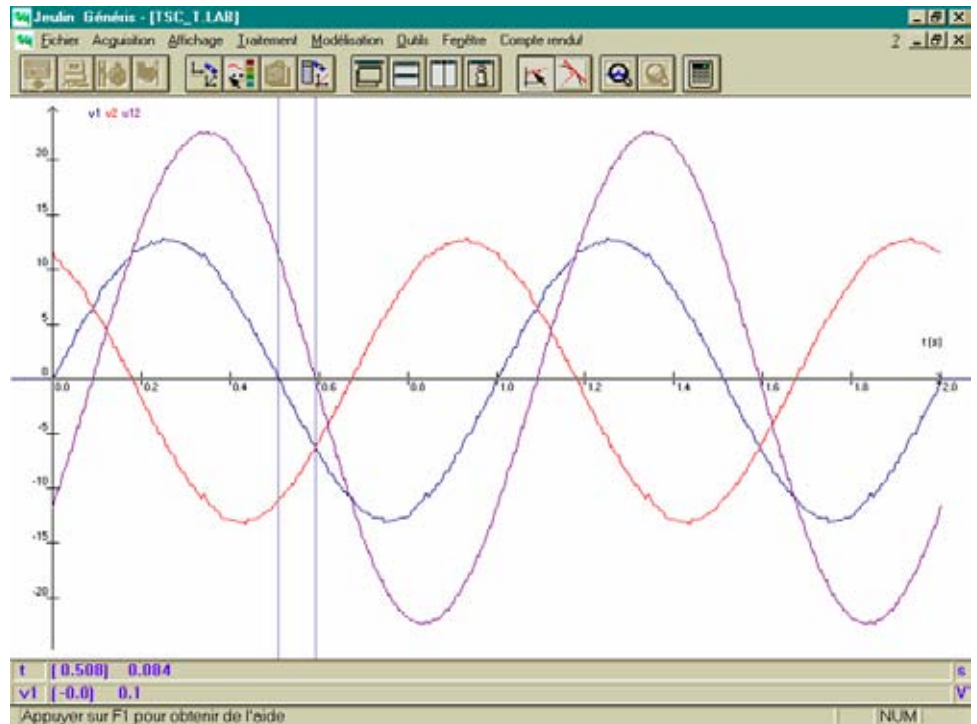 Jeulin Généris - [TSC_T.LAB]
Fichier Acquisition Affichage Traitement Modélisation Outils Fenêtre Compte rendu ?
v1 v2 u12
20
15
10
5
0
-5
-10
-15
-20
0.0 0.2 0.4 0.6 0.8 1.0 1.2 1.4 1.6 1.8 2.0
t(s)
t (0.508) 0.084 s
v1 (-0.0) 0.1 V
Appuyer sur F1 pour obtenir de l'aide NUM